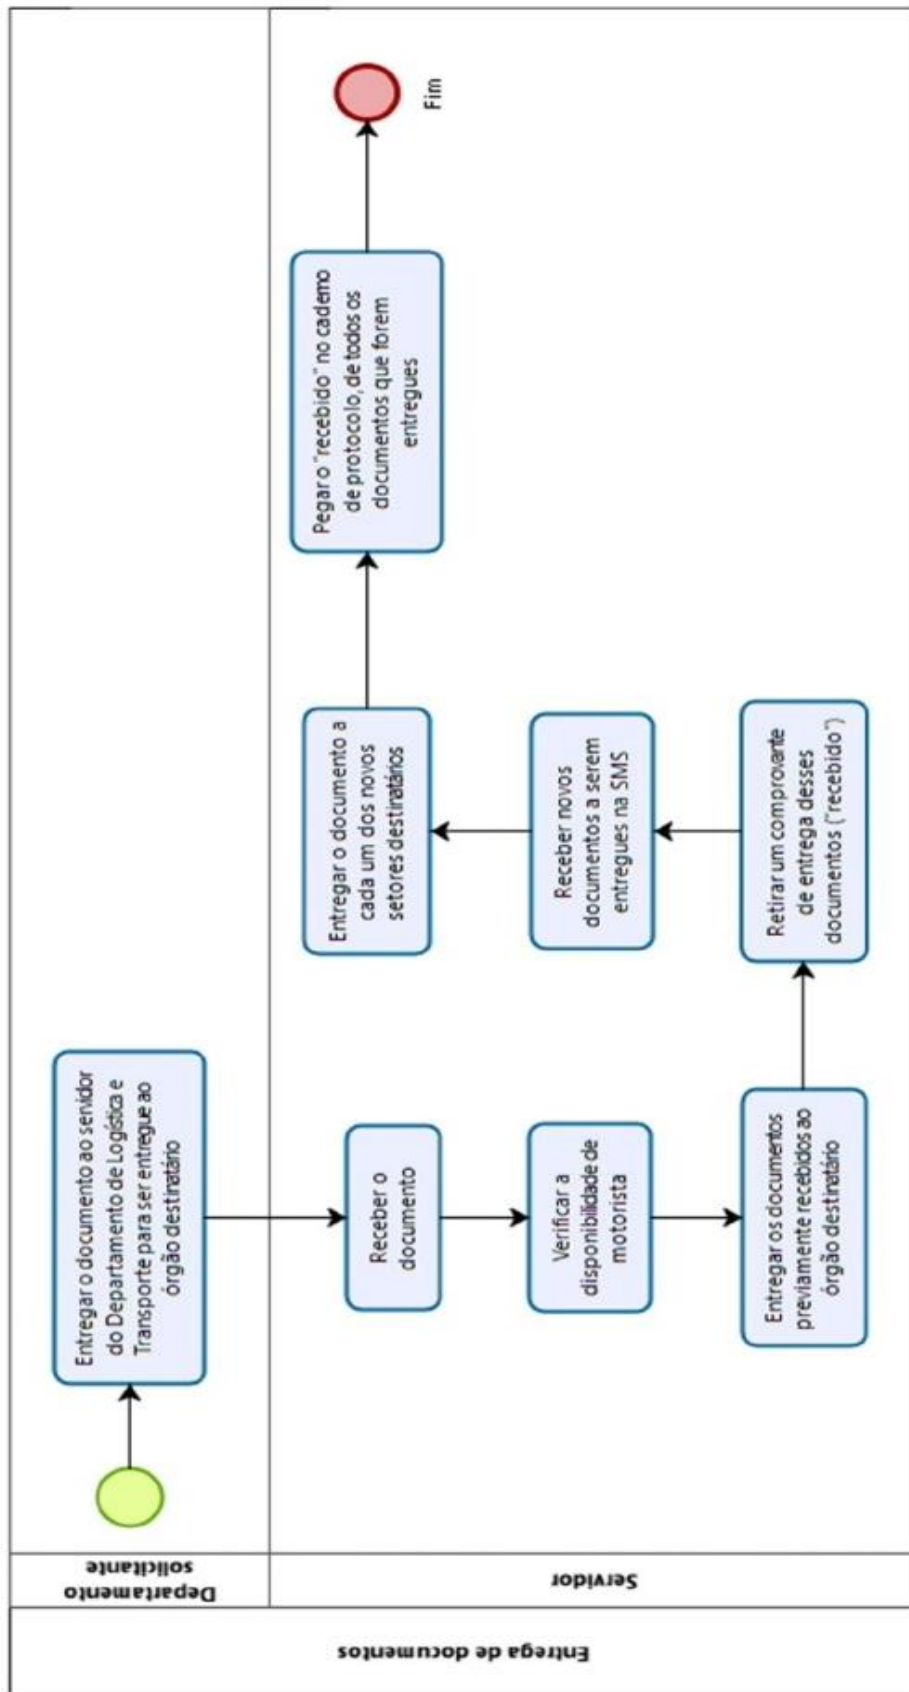 Entrega de documentos
Departamento
solicitante
Entregar o documento ao servidor
do Departamento de Logística e
Transporte para ser entregue ao
órgão destinatário
Servidor
Receber o
documento
Verificar a
disponibilidade de
motorista
Entregar os documentos
previamente recebidos ao
órgão destinatário
Retirar um comprovante
de entrega desses
documentos ("recebido")
Receber novos
documentos a serem
entregues na SMS
Entregar o documento a
cada um dos novos
setores destinatários
Pegar o "recebido" no caderno
de protocolo, de todos os
documentos que forem
entregues
Fim